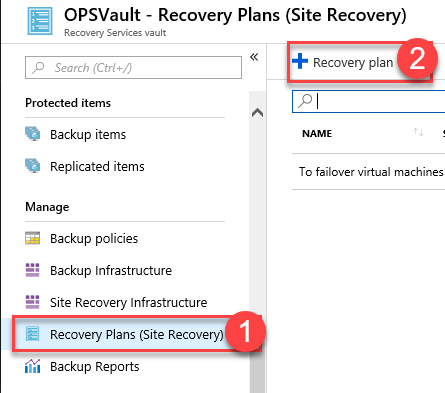 OPSVault - Recovery Plans (Site Recovery)
Recovery Services vault
Search (Ctrl+/)
«
Protected items
Backup items
Replicated items
Manage
Backup policies
Backup Infrastructure
Site Recovery Infrastructure
Recovery Plans (Site Recovery) 1
Backup Reports
+ Recovery plan 2
NAME
To failover virtual machines